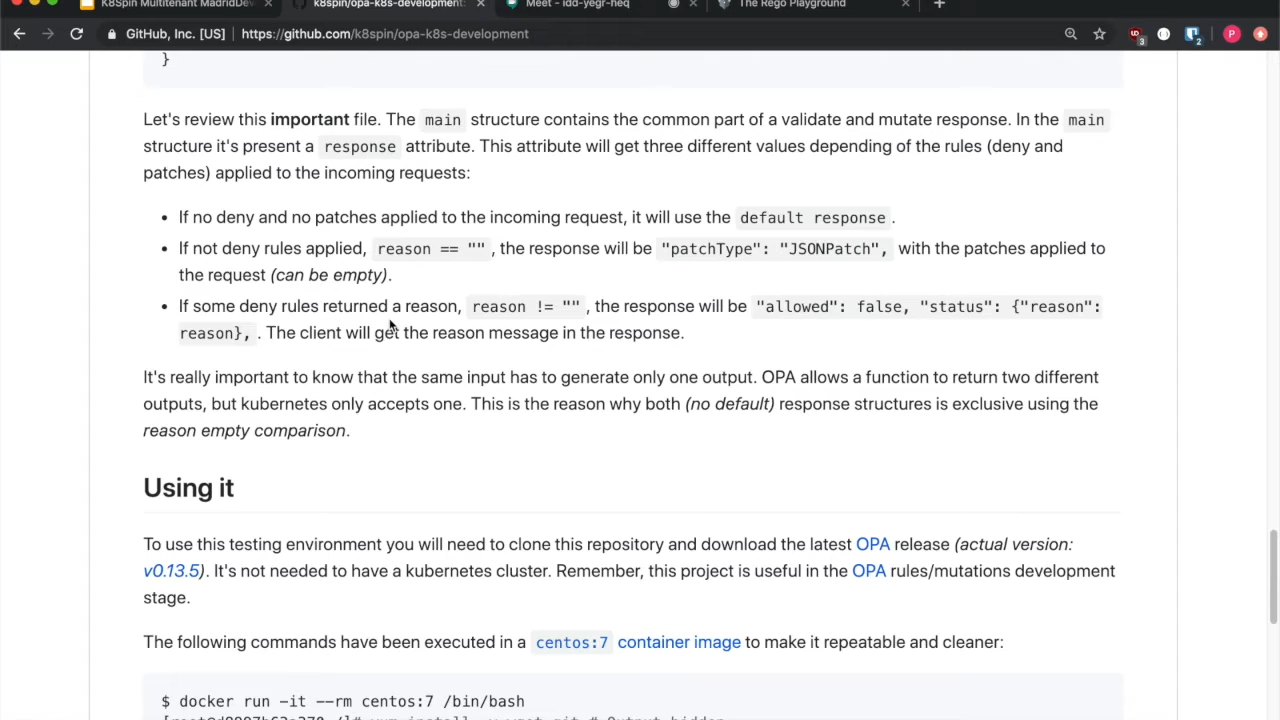 K8Spin Multitenant MadridDev
k8spin/opa-k8s-development:
Meet - idd-yegr-heq
The Rego Playground
GitHub, Inc. [US] | https://github.com/k8spin/opa-k8s-development
}
Let's review this important file. The main structure contains the common part of a validate and mutate response. In the main
structure it's present a response attribute. This attribute will get three different values depending of the rules (deny and
patches) applied to the incoming requests:
• If no deny and no patches applied to the incoming request, it will use the default response .
• If not deny rules applied, reason == "" , the response will be "patchType": "JSONPatch", with the patches applied to
the request (can be empty).
• If some deny rules returned a reason, reason != "" , the response will be "allowed": false, "status": {"reason":
reason}, . The client will get the reason message in the response.
It's really important to know that the same input has to generate only one output. OPA allows a function to return two different
outputs, but kubernetes only accepts one. This is the reason why both (no default) response structures is exclusive using the
reason empty comparison.
Using it
To use this testing environment you will need to clone this repository and download the latest OPA release (actual version:
v0.13.5). It's not needed to have a kubernetes cluster. Remember, this project is useful in the OPA rules/mutations development
stage.
The following commands have been executed in a centos:7 container image to make it repeatable and cleaner:
$ docker run -it --rm centos:7 /bin/bash